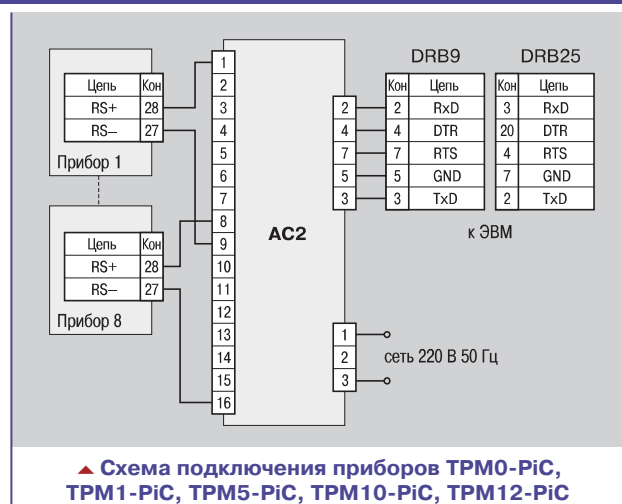 DRB9 DRB25
Цепь Кон
RS+ 28
RS– 27
Прибор 1
Цепь Кон
RS+ 28
RS– 27
Прибор 8
1
2
3
4
5
6
7
8
9
10
11
12
13
14
15
16
АС2
2
4
7
5
3
1
2
3
Кон Цепь
2 RxD
4 DTR
7 RTS
5 GND
3 TxD
Кон Цепь
3 RxD
20 DTR
4 RTS
7 GND
2 TxD
к ЭВМ
сеть 220 В 50 Гц
Схема подключения приборов ТРМ0-PiC,
ТРМ1-PiC, ТРМ5-PiC, ТРМ10-PiC, ТРМ12-PiC